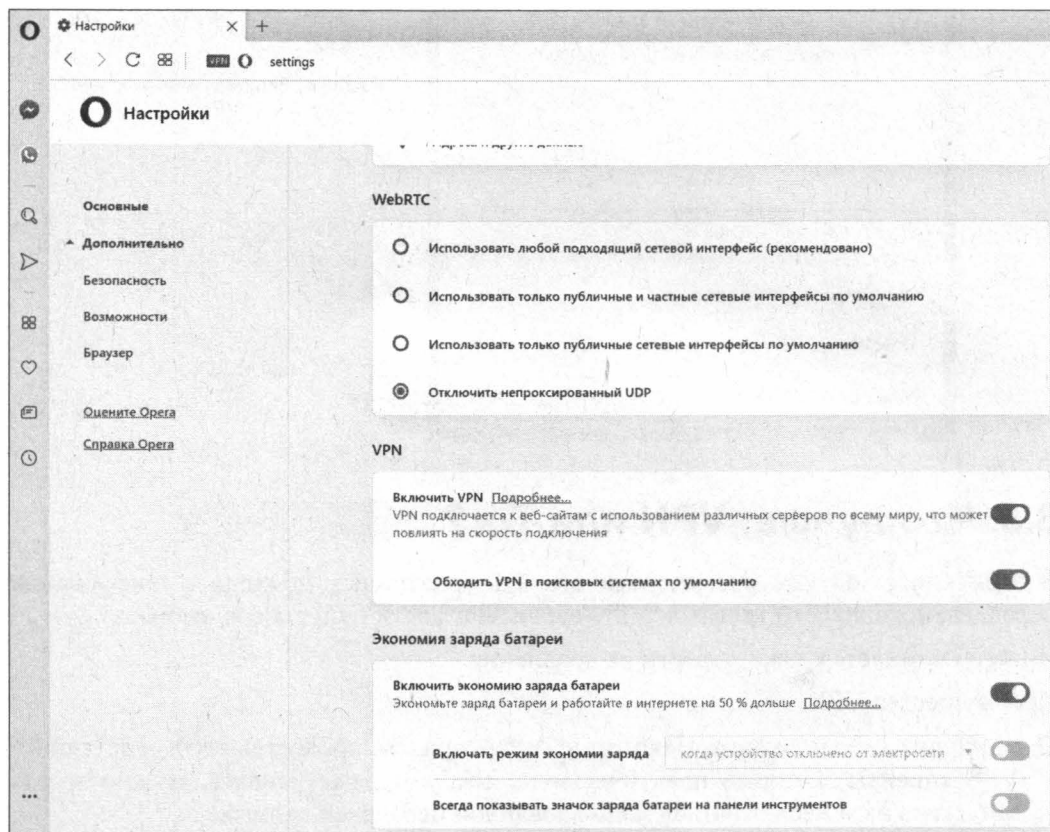 Настройки
VPN settings
Настройки
WebRTC
Основные
Использовать любой подходящий сетевой интерфейс (рекомендовано)
Дополнительно
Безопасность
Использовать только публичные и частные сетевые интерфейсы по умолчанию
Возможности
Использовать только публичные сетевые интерфейсы по умолчанию
Браузер
Отключить непроксированный UDP
Оцените Opera
Справка Opera
VPN
Включить VPN Подробнее...
VPN подключается к веб-сайтам с использованием различных серверов по всему миру, что может
повлиять на скорость подключения
Обходить VPN в поисковых системах по умолчанию
Экономия заряда батареи
Включить экономию заряда батареи
Экономьте заряд батареи и работайте в интернете на 50 % дольше Подробнее...
Включать режим экономии заряда когда устройство отключено от электросети
Всегда показывать значок заряда батареи на панели инструментов